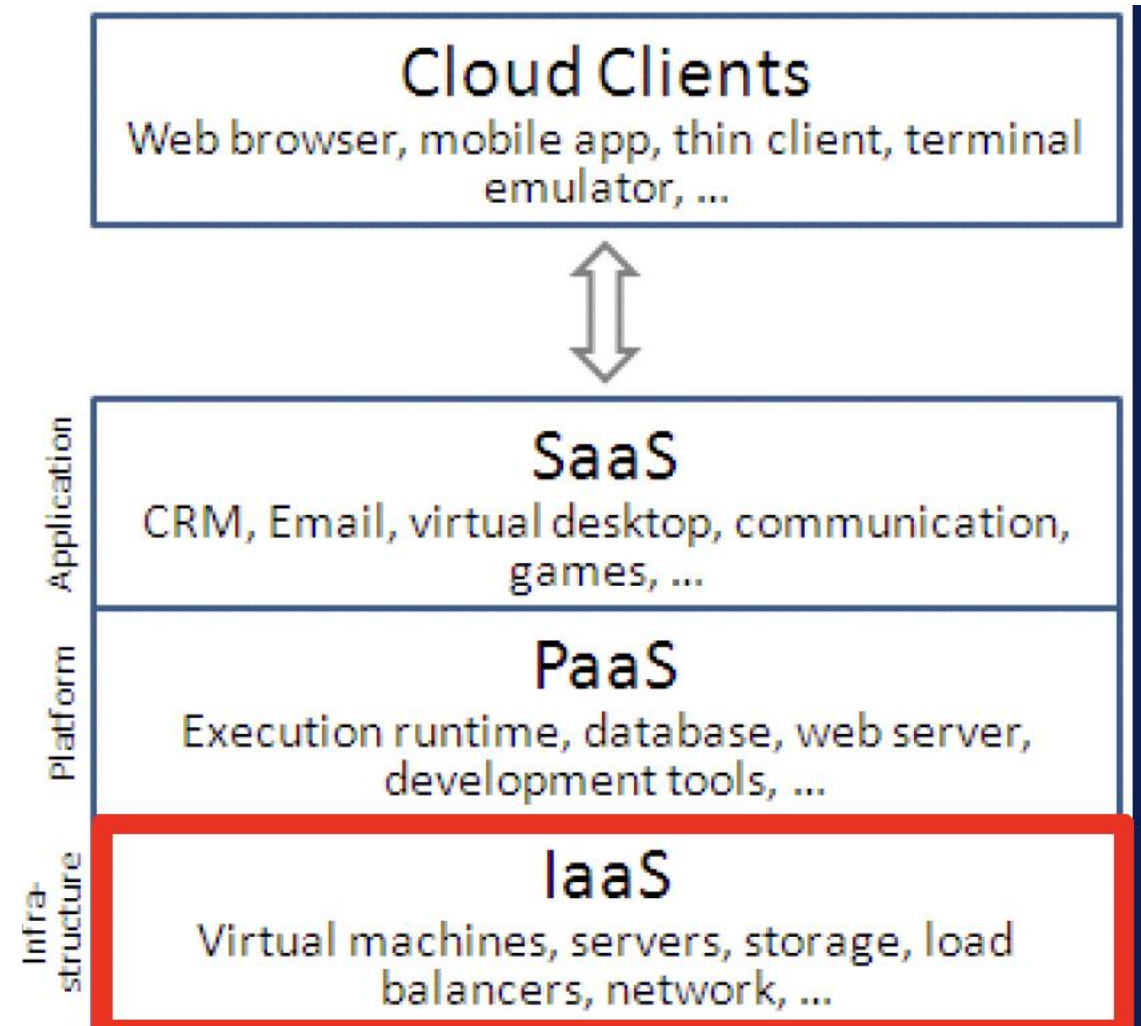 Cloud Clients
Web browser, mobile app, thin client, terminal
emulator, ...
Application
SaaS
CRM, Email, virtual desktop, communication,
games, ...
Platform
PaaS
Execution runtime, database, web server,
development tools, ...
Infra-
structure
IaaS
Virtual machines, servers, storage, load
balancers, network, ...